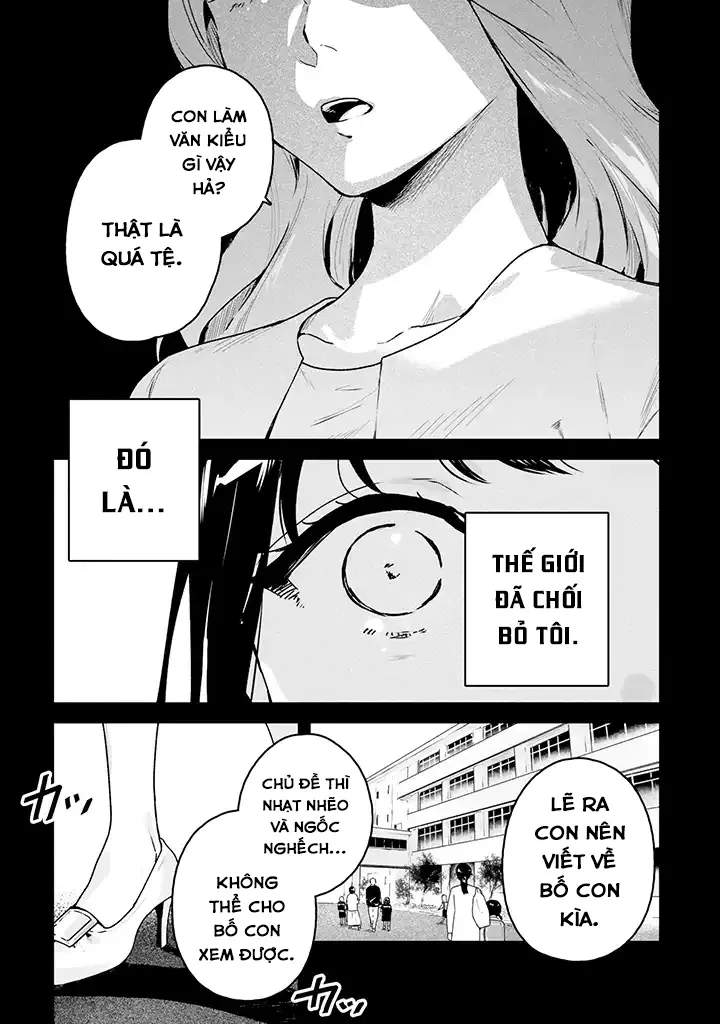 CON LÀM
VĂN KIỂU
GÌ VẬY
HẢ?
THẬT LÀ
QUÁ TỆ.
ĐÓ
LÀ...
THẾ GIỚI
ĐÃ CHỐI
BỎ TÔI.
LẼ RA
CON NÊN
VIẾT VỀ
BỐ CON
KÌA.
CHỦ ĐỀ THÌ
NHẠT NHẼO
VÀ NGỐC
NGHẾCH...
KHÔNG
THỂ CHO
BỐ CON
XEM ĐƯỢC.
カッ
カッ